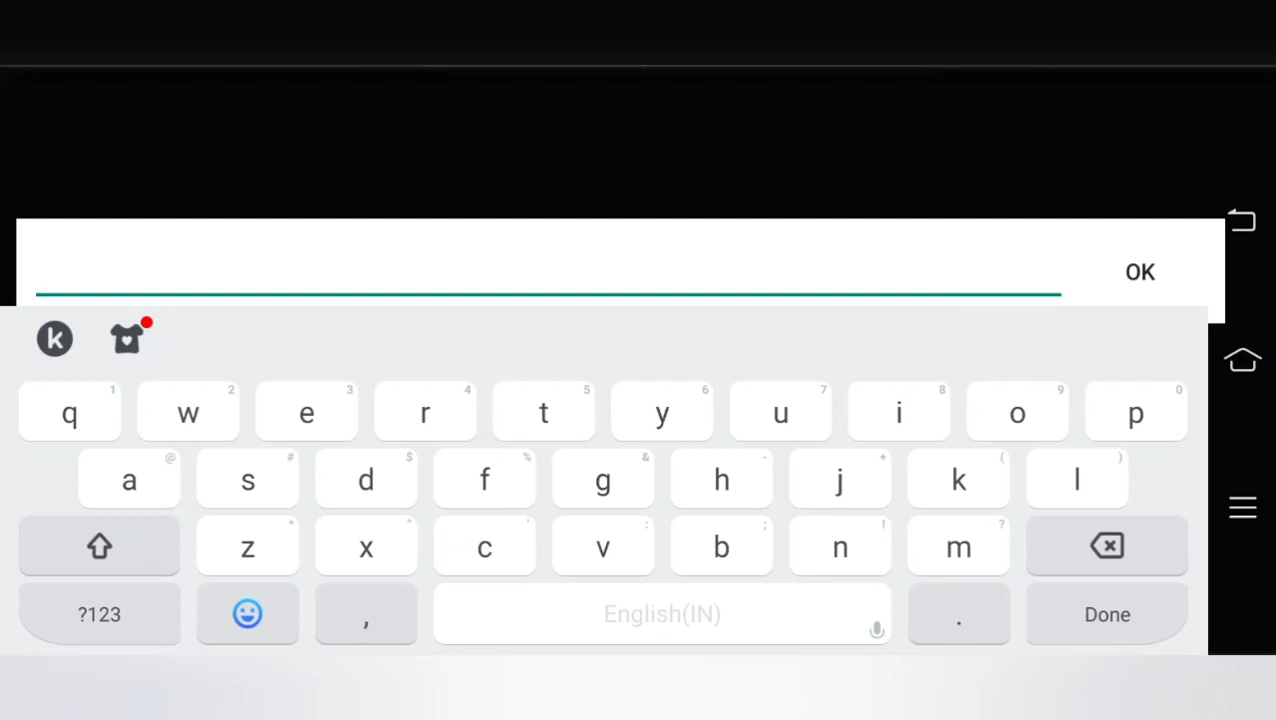 OK
k
1 2 3 4 5 6 7 8 9 0
q w e r t y u i o p
@ # $ % & - + ( )
a s d f g h j k l
* " ' : ; ! ?
z x c v b n m
?123 , English(IN) . Done